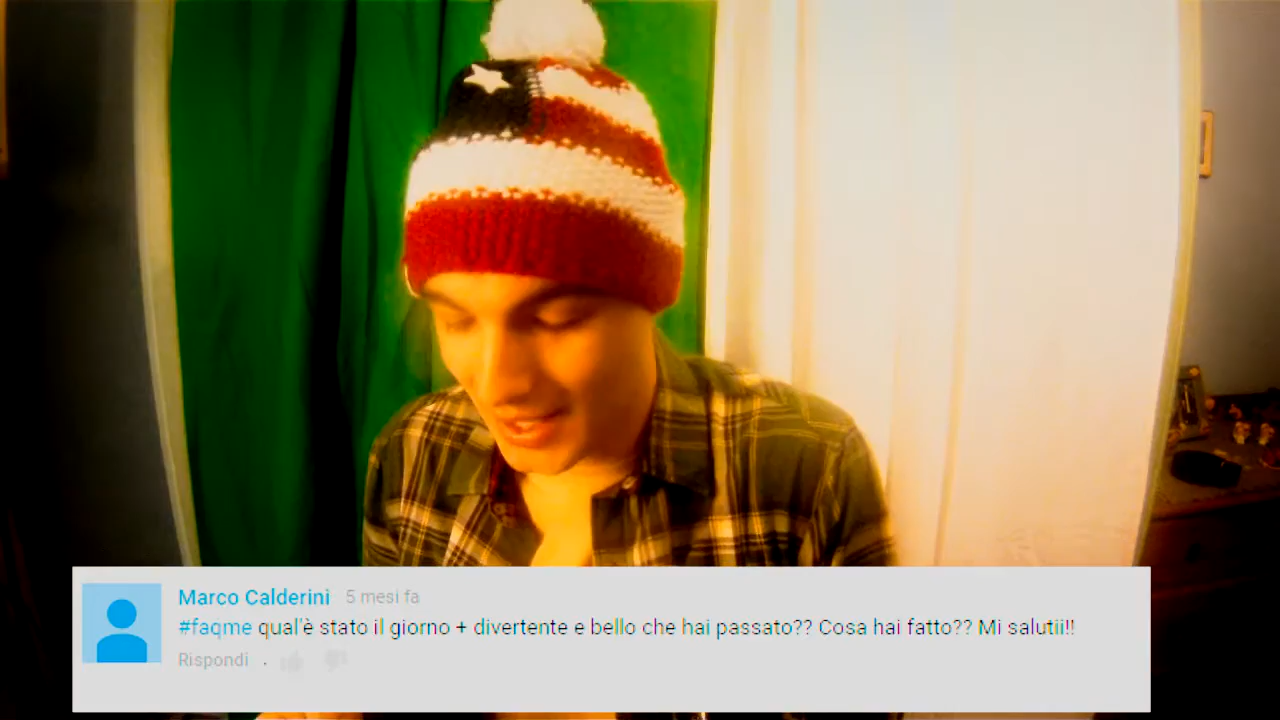 Marco Calderini 5 mesi fa
#faqme qual'è stato il giorno + divertente e bello che hai passato?? Cosa hai fatto?? Mi salutii!!
Rispondi .